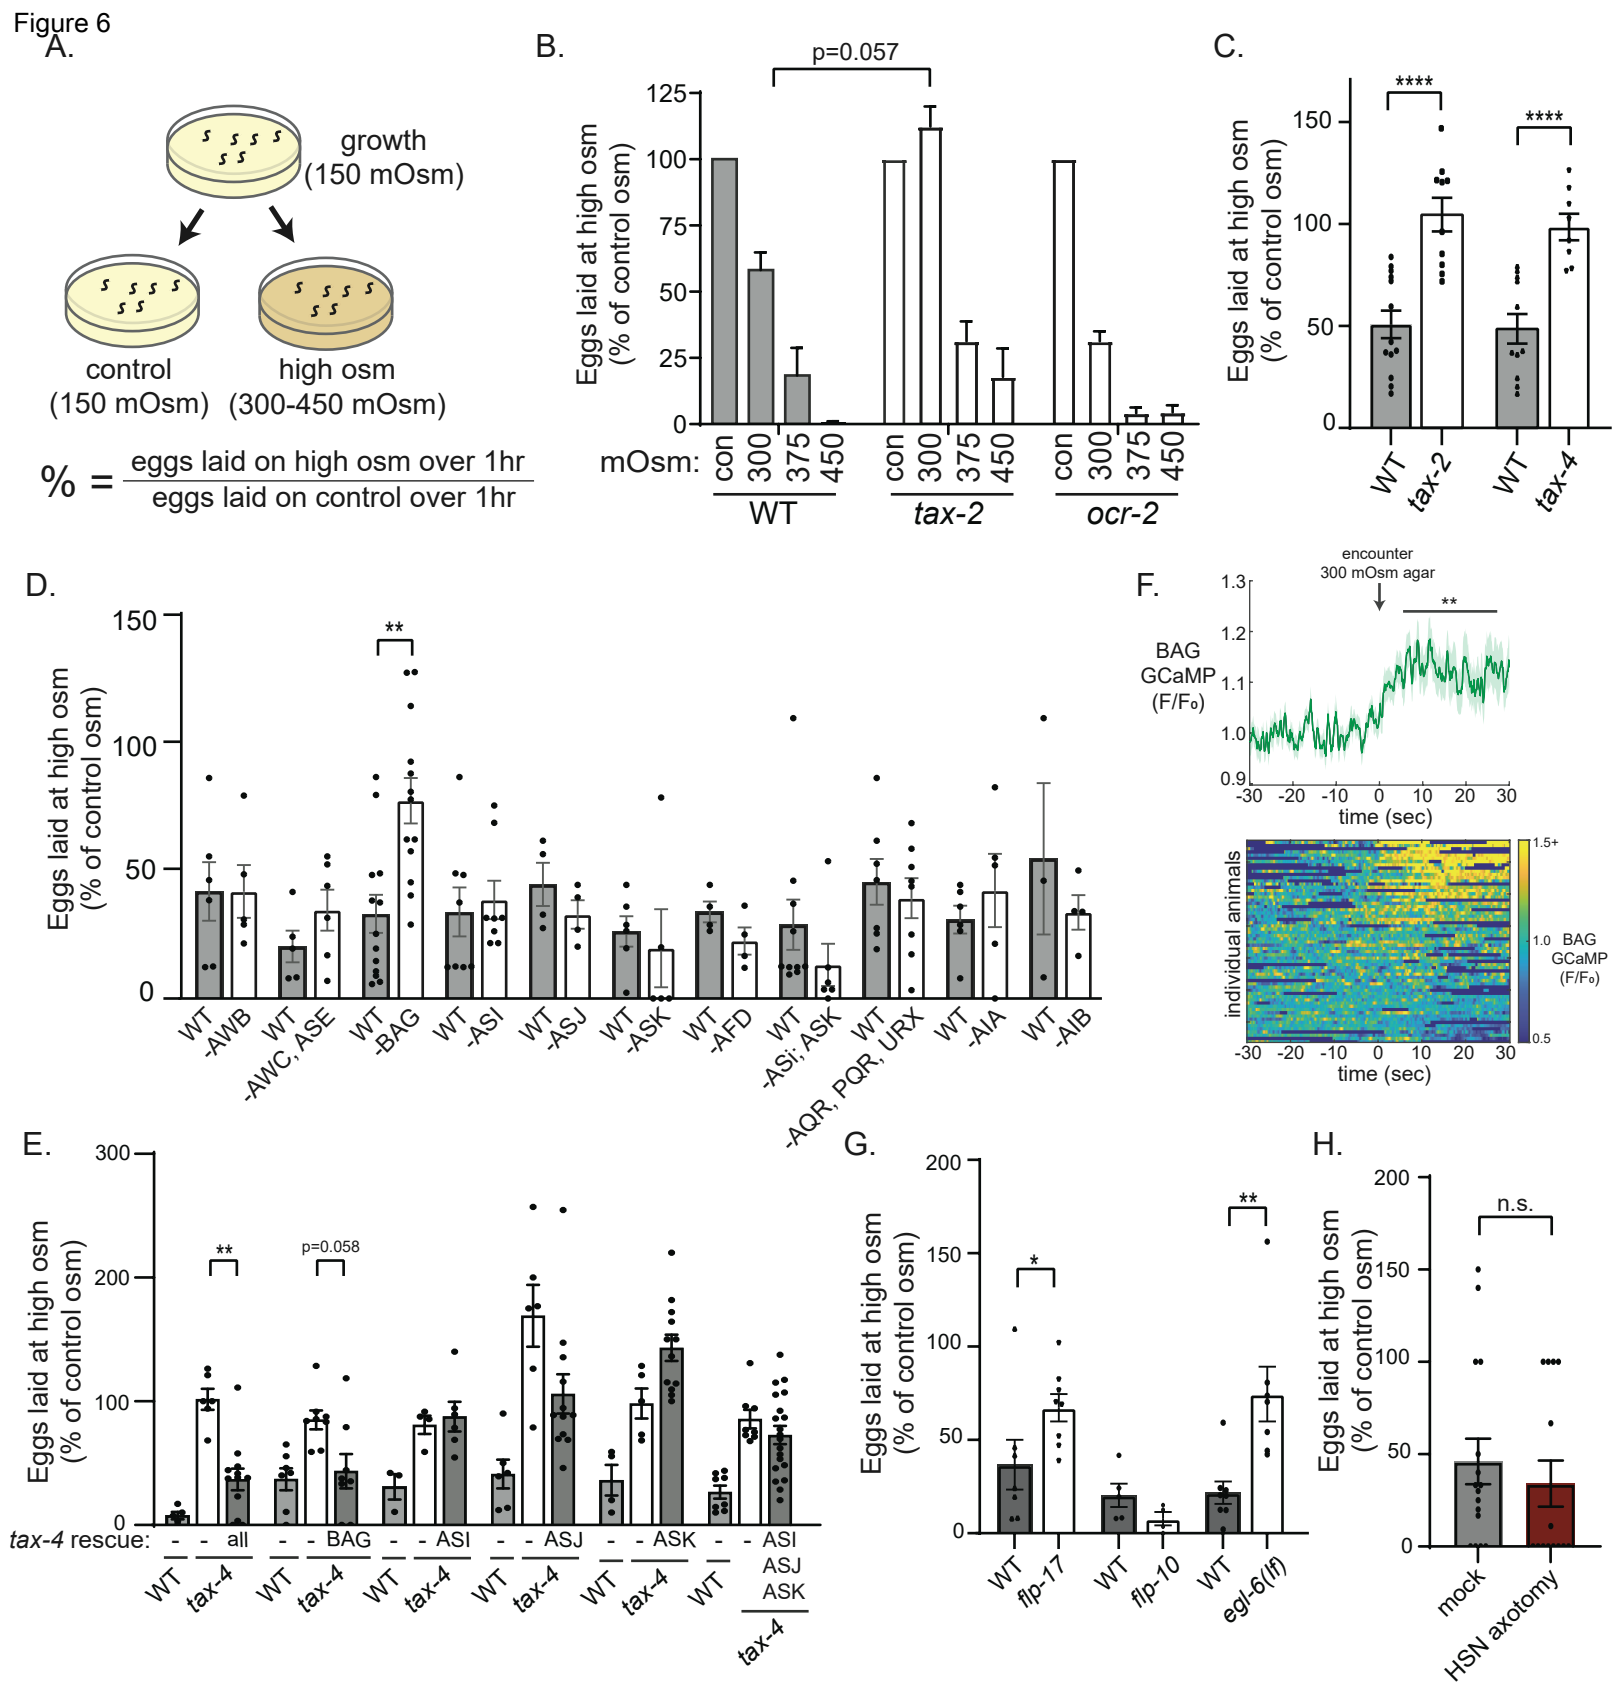 Figure 6
A.
growth
(150 mOsm)
control
(150 mOsm)
high osm
(300-450 mOsm)
% =
eggs laid on high osm over 1hr
eggs laid on control over 1hr
B.
p=0.057
Eggs laid at high osm
(% of control osm)
125
100
75
50
25
0
mOsm:
con
300
375
450
con
300
375
450
con
300
375
450
WT
tax-2
ocr-2
C.
****
****
Eggs laid at high osm
(% of control osm)
150
100
50
0
WT
tax-2
WT
tax-4
D.
**
Eggs laid at high osm
(% of control osm)
150
100
50
0
WT
-AWB
WT
-AWC, ASE
WT
-BAG
WT
-ASI
WT
-ASJ
WT
-ASK
WT
-AFD
WT
-ASi; ASK
WT
-AQR, PQR, URX
WT
-AIA
WT
-AIB
F.
encounter
300 mOsm agar
**
BAG
GCaMP
(F/F₀)
1.3
1.2
1.1
1.0
0.9
-30
-20
-10
0
10
20
30
time (sec)
individual animals
1.5+
1.0
0.5
BAG
GCaMP
(F/F₀)
-30
-20
-10
0
10
20
30
time (sec)
E.
**
p=0.058
Eggs laid at high osm
(% of control osm)
300
200
100
0
tax-4 rescue:
-
-
all
-
-
BAG
-
-
ASI
-
-
ASJ
-
-
ASK
-
-
ASI
ASJ
ASK
WT
tax-4
WT
tax-4
WT
tax-4
WT
tax-4
WT
tax-4
WT
tax-4
G.
*
**
Eggs laid at high osm
(% of control osm)
200
150
100
50
0
WT
flp-17
WT
flp-10
WT
egl-6(lf)
H.
n.s.
Eggs laid at high osm
(% of control osm)
200
150
100
50
0
mock
HSN axotomy